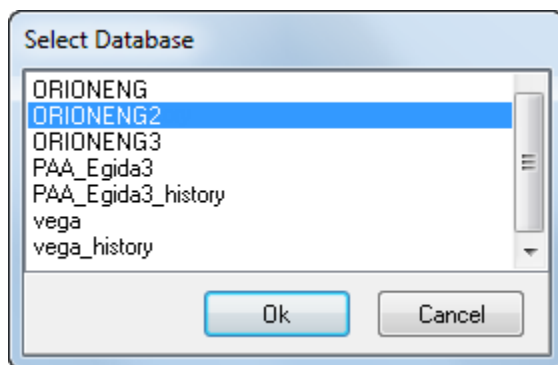 Select Database
ORIONENG
ORIONENG2
ORIONENG3
PAA_Egida3
PAA_Egida3_history
vega
vega_history
Ok
Cancel